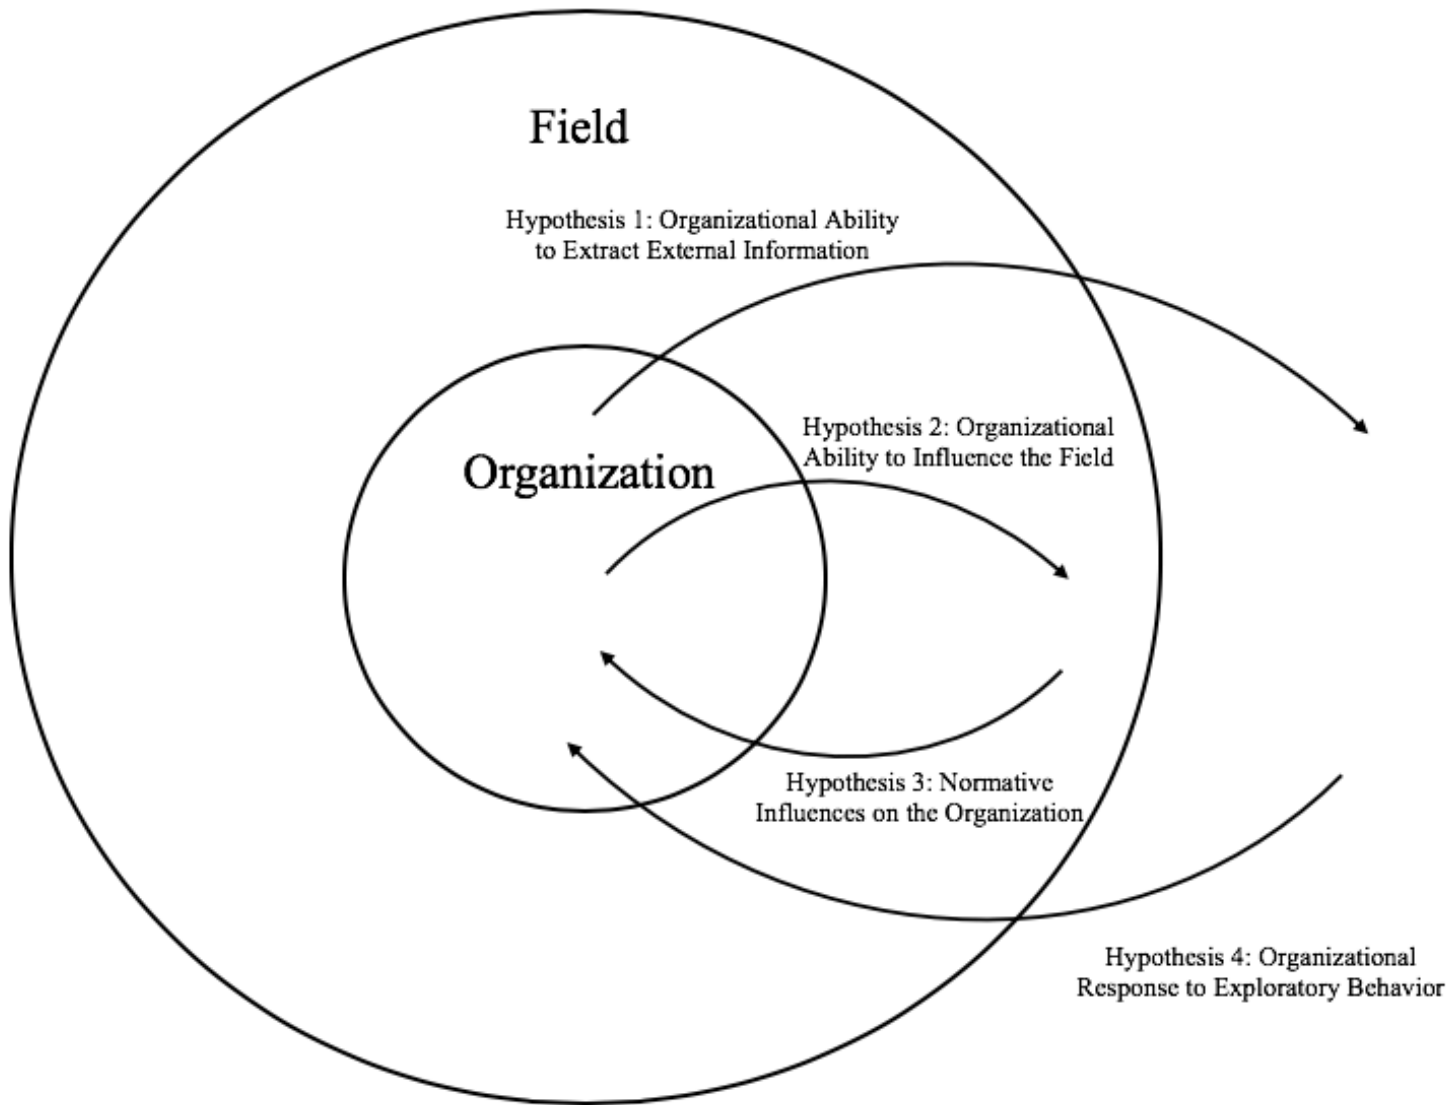 Field
Hypothesis 1: Organizational Ability
to Extract External Information
Hypothesis 2: Organizational
Ability to Influence the Field
Organization
Hypothesis 3: Normative
Influences on the Organization
Hypothesis 4: Organizational
Response to Exploratory Behavior